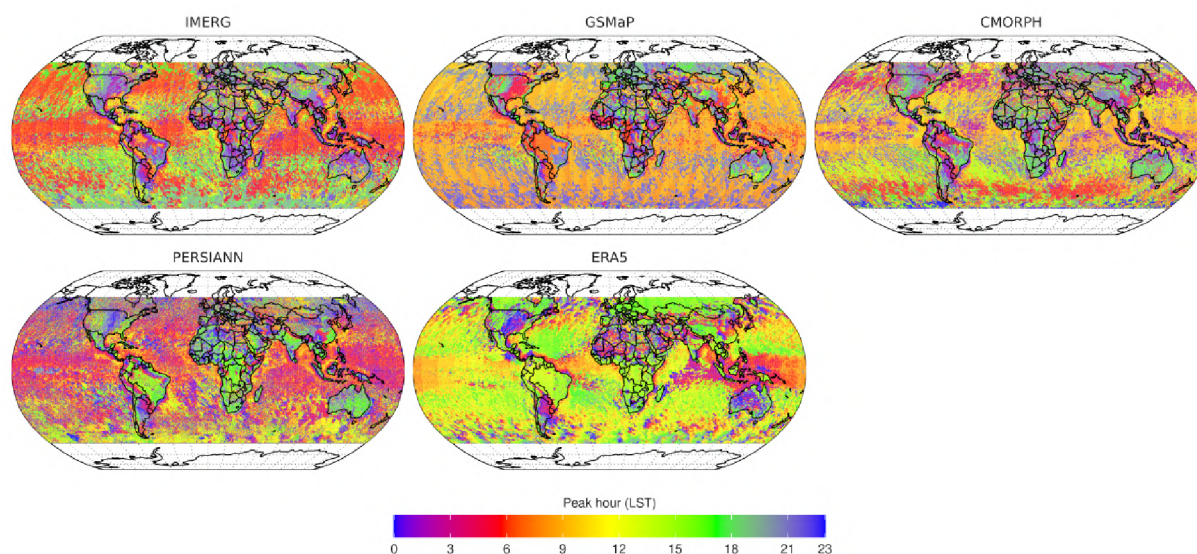 IMERG GSMaP CMORPH
PERSIANN ERA5
Peak hour (LST)
0 3 6 9 12 15 18 21 23